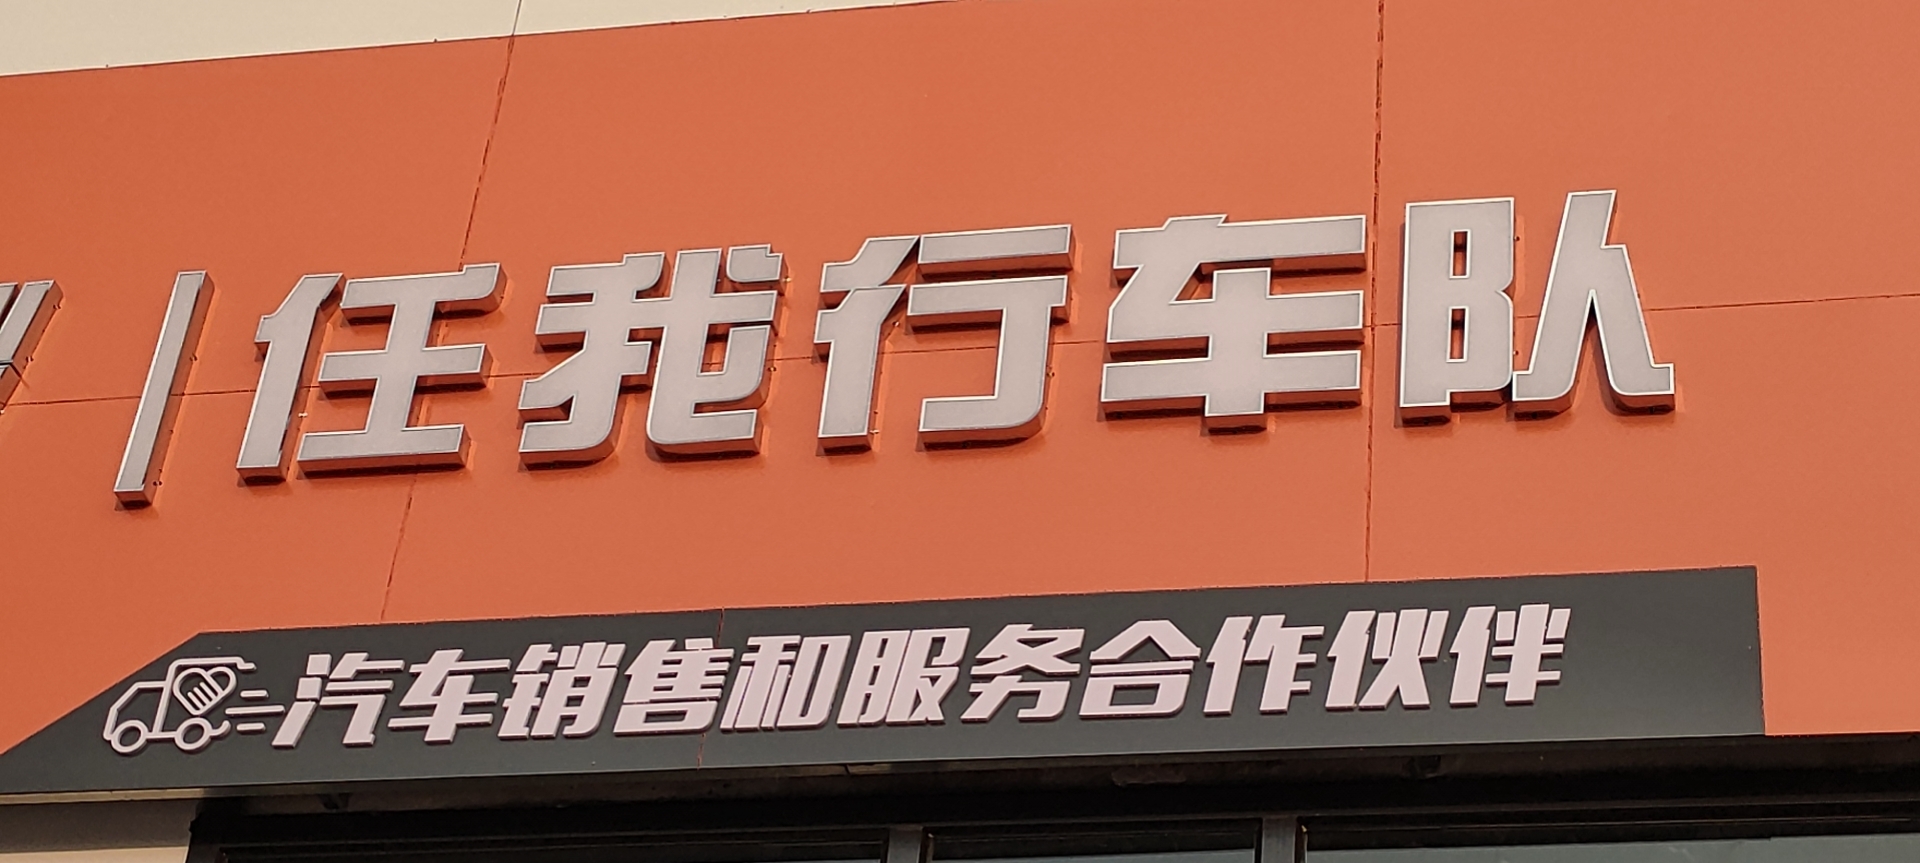 | 任我行车队
汽车销售和服务合作伙伴